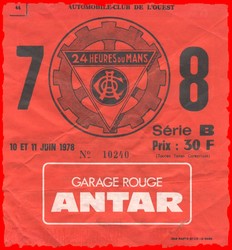 AUTOMOBILE-CLUB DE L'OUEST
7 8
24 HEURES DU MANS
Série B
10 ET 11 JUIN 1978
Prix : 30 F
Nº 10240
GARAGE ROUGE
ANTAR